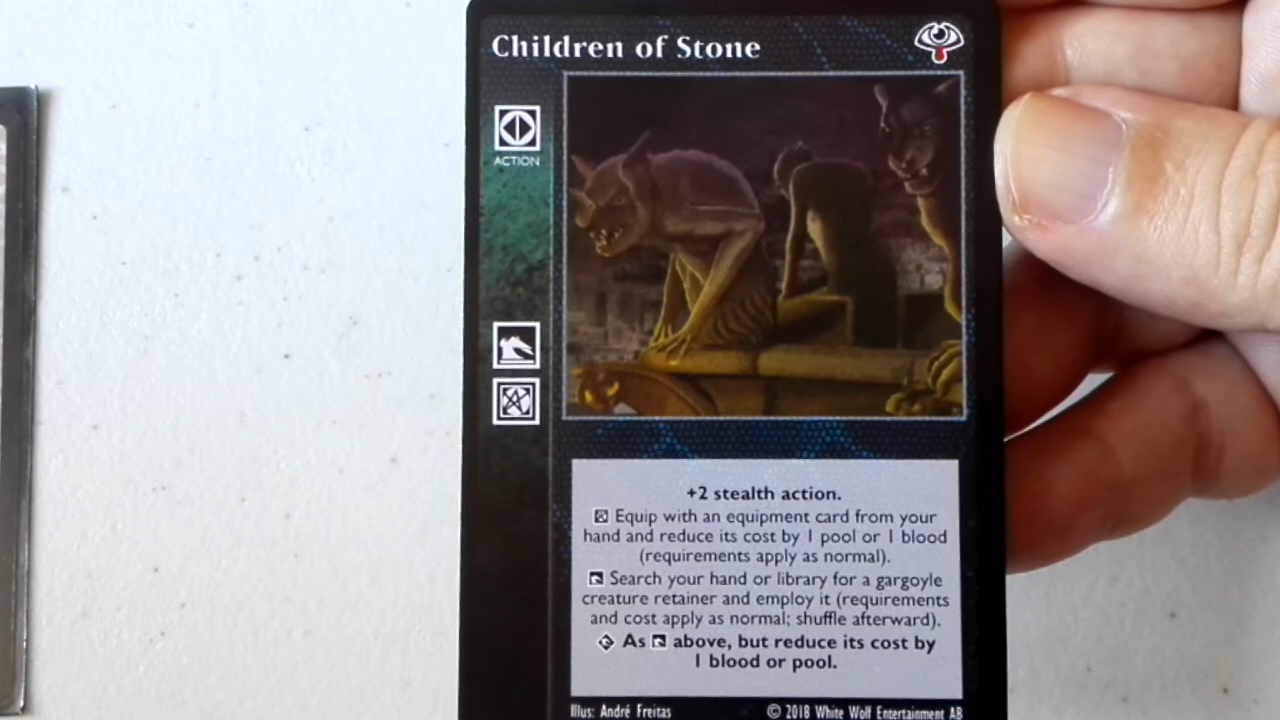 Children of Stone
ACTION
+2 stealth action.
Equip with an equipment card from your
hand and reduce its cost by 1 pool or 1 blood
(requirements apply as normal).
Search your hand or library for a gargoyle
creature retainer and employ it (requirements
and cost apply as normal; shuffle afterward).
As above, but reduce its cost by
1 blood or pool.
Illus: André Freitas © 2018 White Wolf Entertainment AB